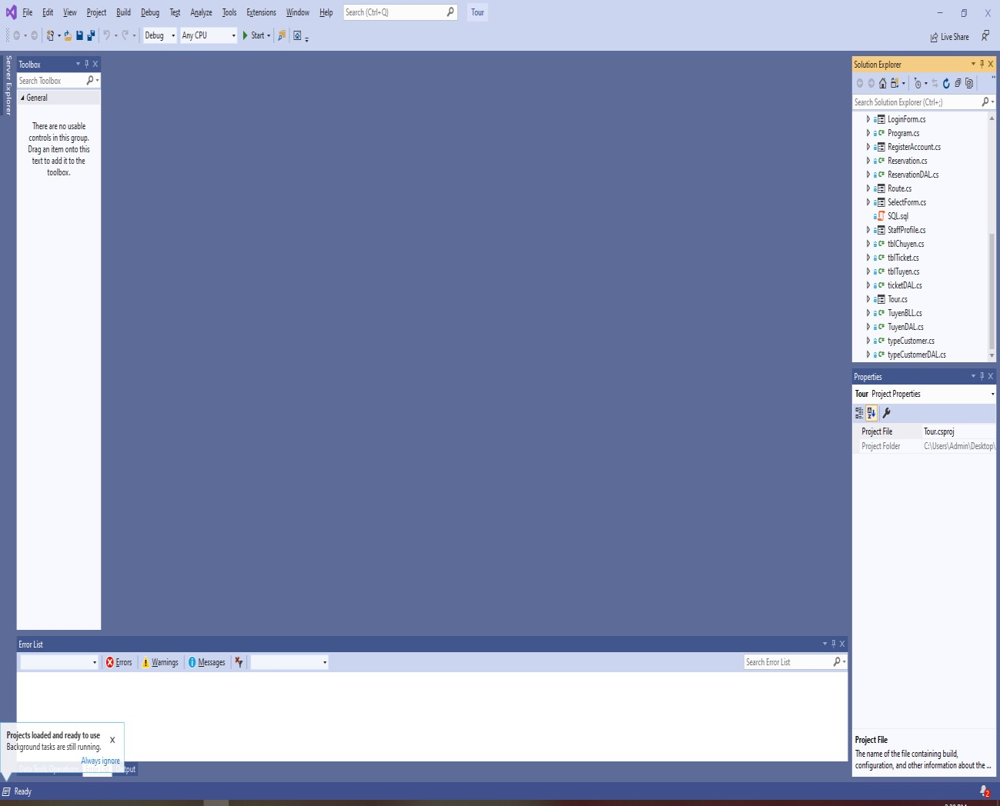 File Edit View Project Build Debug Test Analyze Tools Extensions Window Help Search (Ctrl+Q) Tour
Debug Any CPU Start Live Share
Server Explorer
Toolbox
Search Toolbox
General
There are no usable
controls in this group.
Drag an item onto this
text to add it to the
toolbox.
Solution Explorer
Search Solution Explorer (Ctrl+;)
LoginForm.cs
Program.cs
RegisterAccount.cs
Reservation.cs
ReservationDAL.cs
Route.cs
SelectForm.cs
SQL.sql
StaffProfile.cs
tblChuyen.cs
tblTicket.cs
tblTuyen.cs
ticketDAL.cs
Tour.cs
TuyenBLL.cs
TuyenDAL.cs
typeCustomer.cs
typeCustomerDAL.cs
Properties
Tour Project Properties
Project File Tour.csproj
Project Folder C:\Users\Admin\Desktop\
Project File
The name of the file containing build,
configuration, and other information about the ...
Error List
Errors Warnings Messages Search Error List
Projects loaded and ready to use
Background tasks are still running.
Always ignore
Ready
2